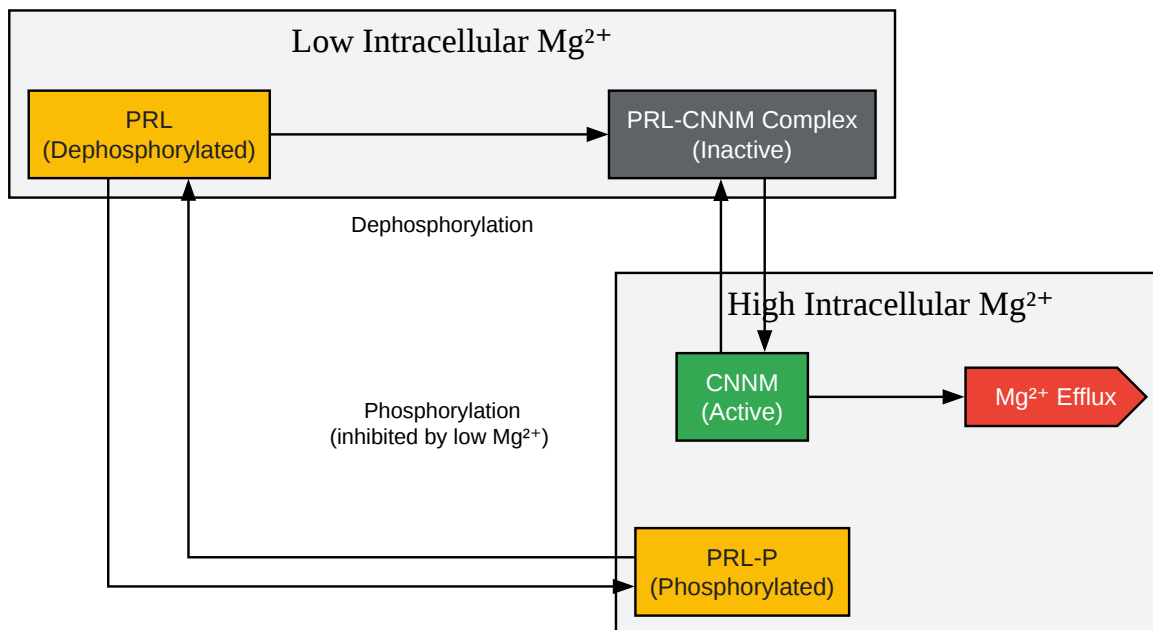 Low Intracellular Mg²⁺
PRL
(Dephosphorylated)
PRL-CNNM Complex
(Inactive)
Dephosphorylation
High Intracellular Mg²⁺
CNNM
(Active)
Mg²⁺ Efflux
Phosphorylation
(inhibited by low Mg²⁺)
PRL-P
(Phosphorylated)